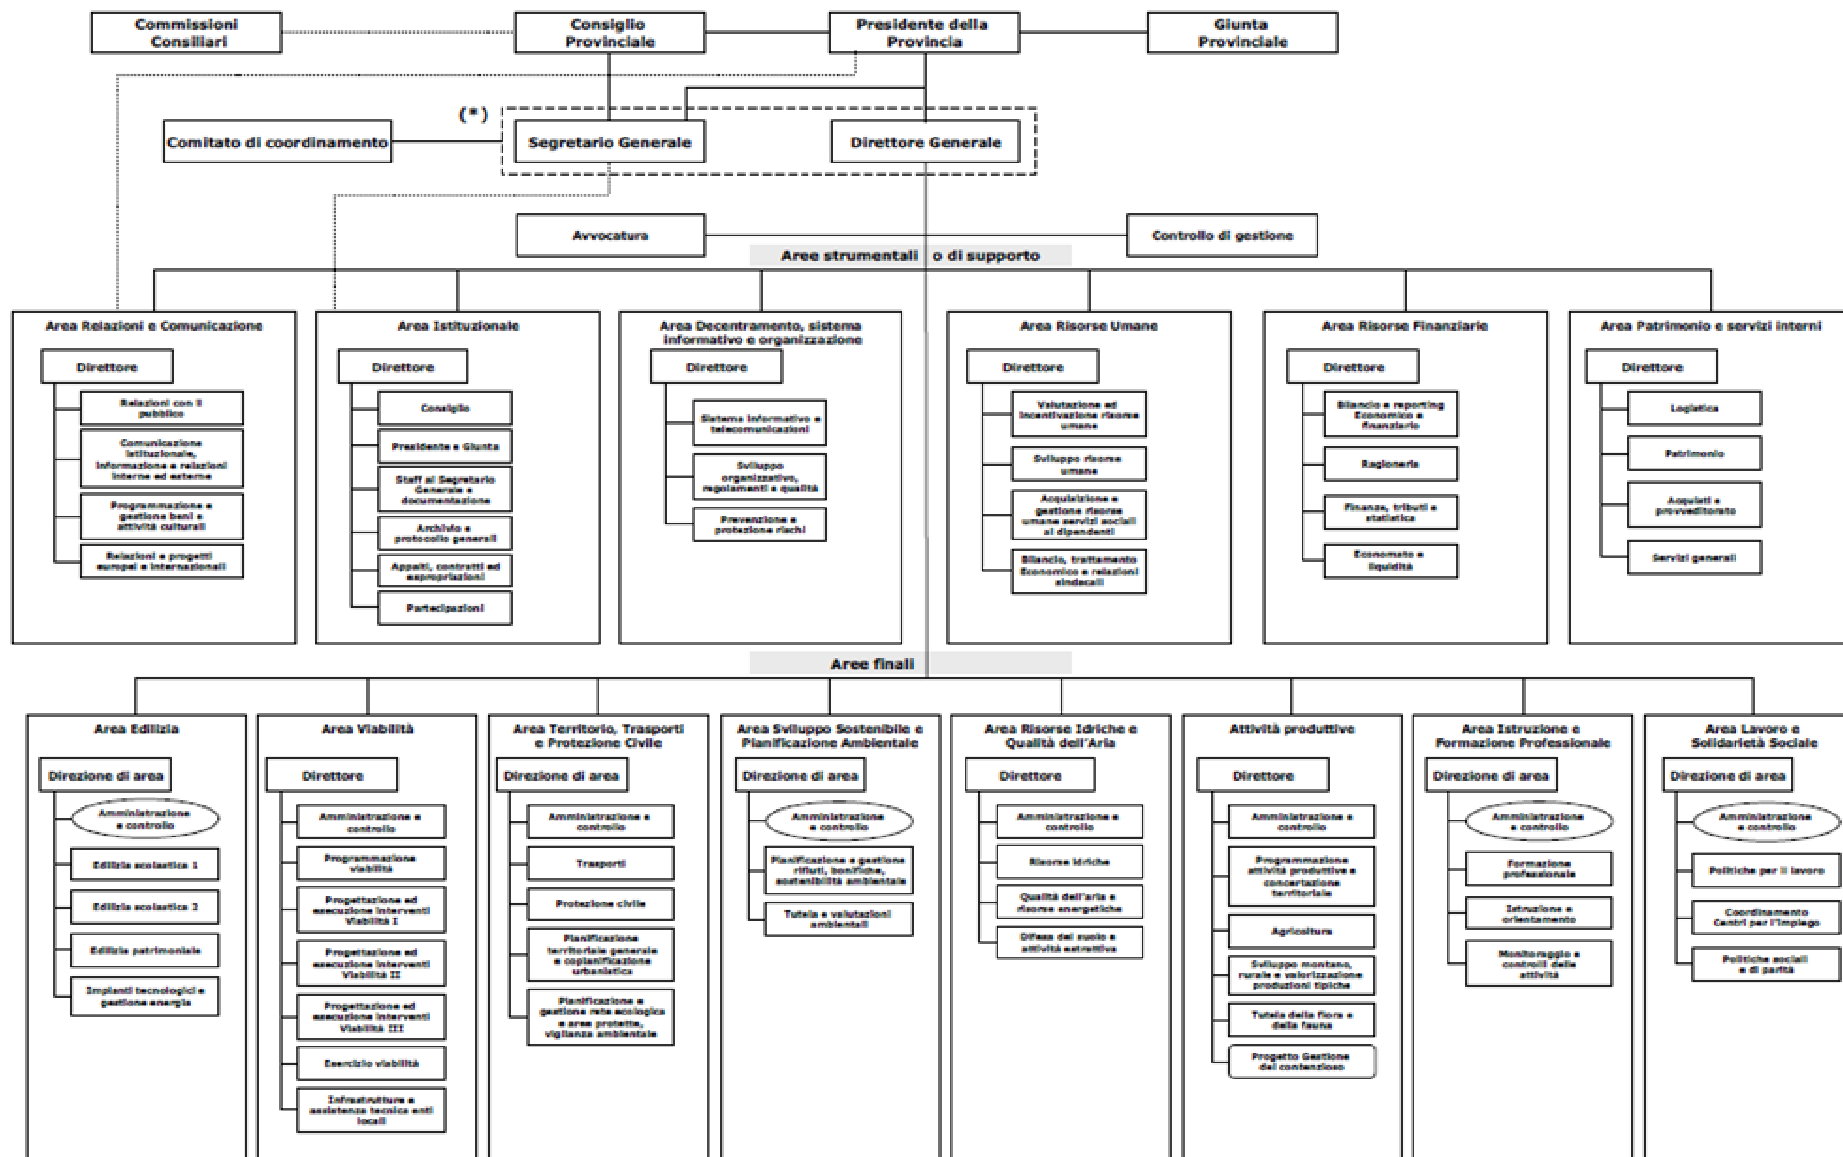 Commissioni
Consiliari
Consiglio
Provinciale
Presidente della
Provincia
Giunta
Provinciale
(*)
Comitato di coordinamento
Segretario Generale
Direttore Generale
Avvocatura
Controllo di gestione
Aree strumentali o di supporto
Area Relazioni e Comunicazione
Direttore
Relazioni con il
pubblico
Comunicazione
istituzionale,
informazione e relazioni
interne ed esterne
Programmazione e
gestione beni e
attività culturali
Relazioni e progetti
europei e internazionali
Area Istituzionale
Direttore
Consiglio
Presidente e Giunta
Staff al Segretario
Generale e
documentazione
Archivio e
protocollo generali
Appalti, contratti ed
espropriazioni
Partecipazioni
Area Decentramento, sistema
informativo e organizzazione
Direttore
Sistema informativo e
telecomunicazioni
Sviluppo
organizzativo,
regolamenti e qualità
Prevenzione e
protezione rischi
Area Risorse Umane
Direttore
Valutazione ed
incentivazione risorse
umane
Sviluppo risorse
umane
Acquisizione e
gestione risorse
umane servizi sociali
ai dipendenti
Bilancio, trattamento
Economico e relazioni
sindacali
Area Risorse Finanziarie
Direttore
Bilancio e reporting
Economico e
finanziario
Ragioneria
Finanze, tributi e
statistica
Economato e
liquidità
Area Patrimonio e servizi interni
Direttore
Logistica
Patrimonio
Acquisti e
provveditorato
Servizi generali
Aree finali
Area Edilizia
Direzione di area
Amministrazione
e controllo
Edilizia scolastica 1
Edilizia scolastica 2
Edilizia patrimoniale
Impianti tecnologici e
gestione energia
Area Viabilità
Direttore
Amministrazione e
controllo
Programmazione
viabilità
Progettazione ed
esecuzione interventi
Viabilità I
Progettazione ed
esecuzione interventi
Viabilità II
Progettazione ed
esecuzione interventi
Viabilità III
Esercizio viabilità
Infrastrutture e
assistenza tecnica enti
locali
Area Territorio, Trasporti
e Protezione Civile
Direzione di area
Amministrazione e
controllo
Trasporti
Protezione civile
Planificazione
territoriale generale
e coplanificazione
urbanistica
Planificazione e
gestione rete ecologica
e aree protette,
vigilanza ambientale
Area Sviluppo Sostenibile e
Pianificazione Ambientale
Direzione di area
Amministrazione
e controllo
Planificazione e gestione
rifiuti, bonifiche,
sostenibilità ambientale
Tutela e valutazioni
ambientali
Area Risorse Idriche e
Qualità dell'Aria
Direttore
Amministrazione e
controllo
Risorse idriche
Qualità dell'aria e
risorse energetiche
Difesa del suolo e
attività estrattiva
Attività produttive
Direttore
Amministrazione e
controllo
Programmazione
attività produttive e
concertazione
territoriale
Agricoltura
Sviluppo montano,
rurale e valorizzazione
produzioni tipiche
Tutela della flora e
della fauna
Progetto Gestione
del contenzioso
Area Istruzione e
Formazione Professionale
Direzione di area
Amministrazione
e controllo
Formazione
professionale
Istruzione e
orientamento
Monitoraggio e
controlli delle
attività
Area Lavoro e
Solidarietà Sociale
Direzione di area
Amministrazione
e controllo
Politiche per il lavoro
Coordinamento
Centri per l'Impiego
Politiche sociali
e di parità